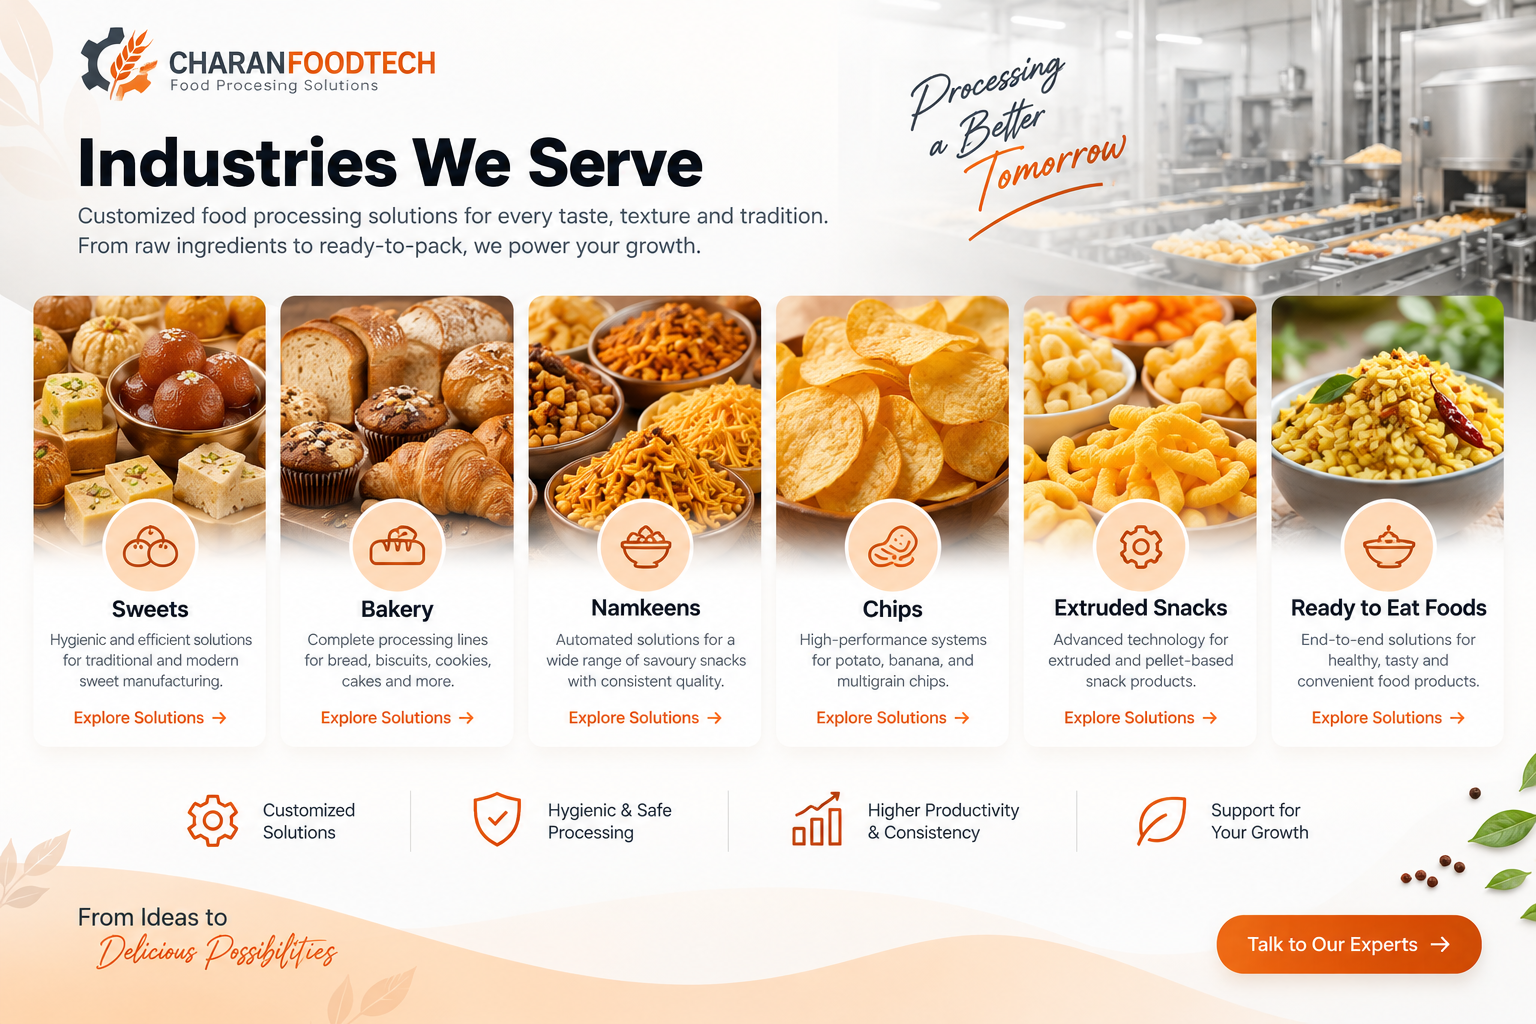 CHARANFOODTECH
Food Procesing Solutions
Processing
a Better
Tomorrow
Industries We Serve
Customized food processing solutions for every taste, texture and tradition.
From raw ingredients to ready-to-pack, we power your growth.
Sweets
Hygienic and efficient solutions
for traditional and modern
sweet manufacturing.
Explore Solutions →
Bakery
Complete processing lines
for bread, biscuits, cookies,
cakes and more.
Explore Solutions →
Namkeens
Automated solutions for a
wide range of savoury snacks
with consistent quality.
Explore Solutions →
Chips
High-performance systems
for potato, banana, and
multigrain chips.
Explore Solutions →
Extruded Snacks
Advanced technology for
extruded and pellet-based
snack products.
Explore Solutions →
Ready to Eat Foods
End-to-end solutions for
healthy, tasty and
convenient food products.
Explore Solutions →
Customized
Solutions
Hygienic & Safe
Processing
Higher Productivity
& Consistency
Support for
Your Growth
From Ideas to
Delicious Possibilities
Talk to Our Experts →